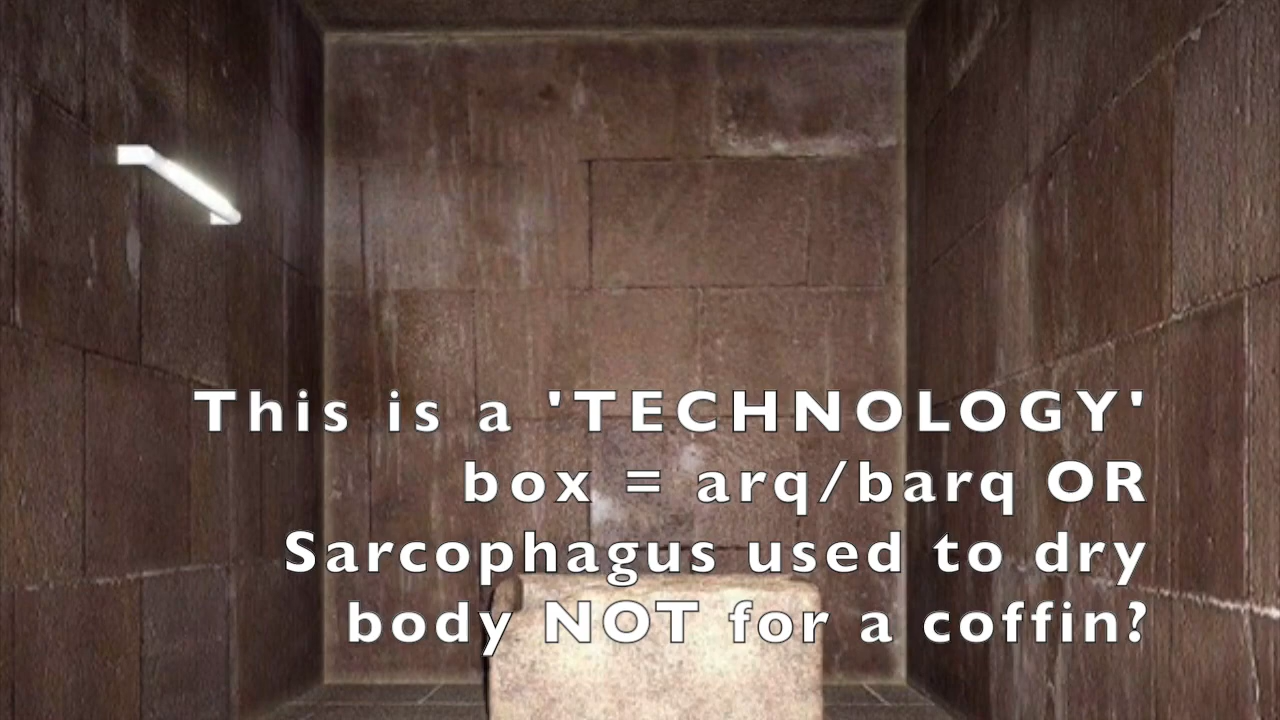 This is a 'TECHNOLOGY'
box = arq/barq OR
Sarcophagus used to dry
body NOT for a coffin?